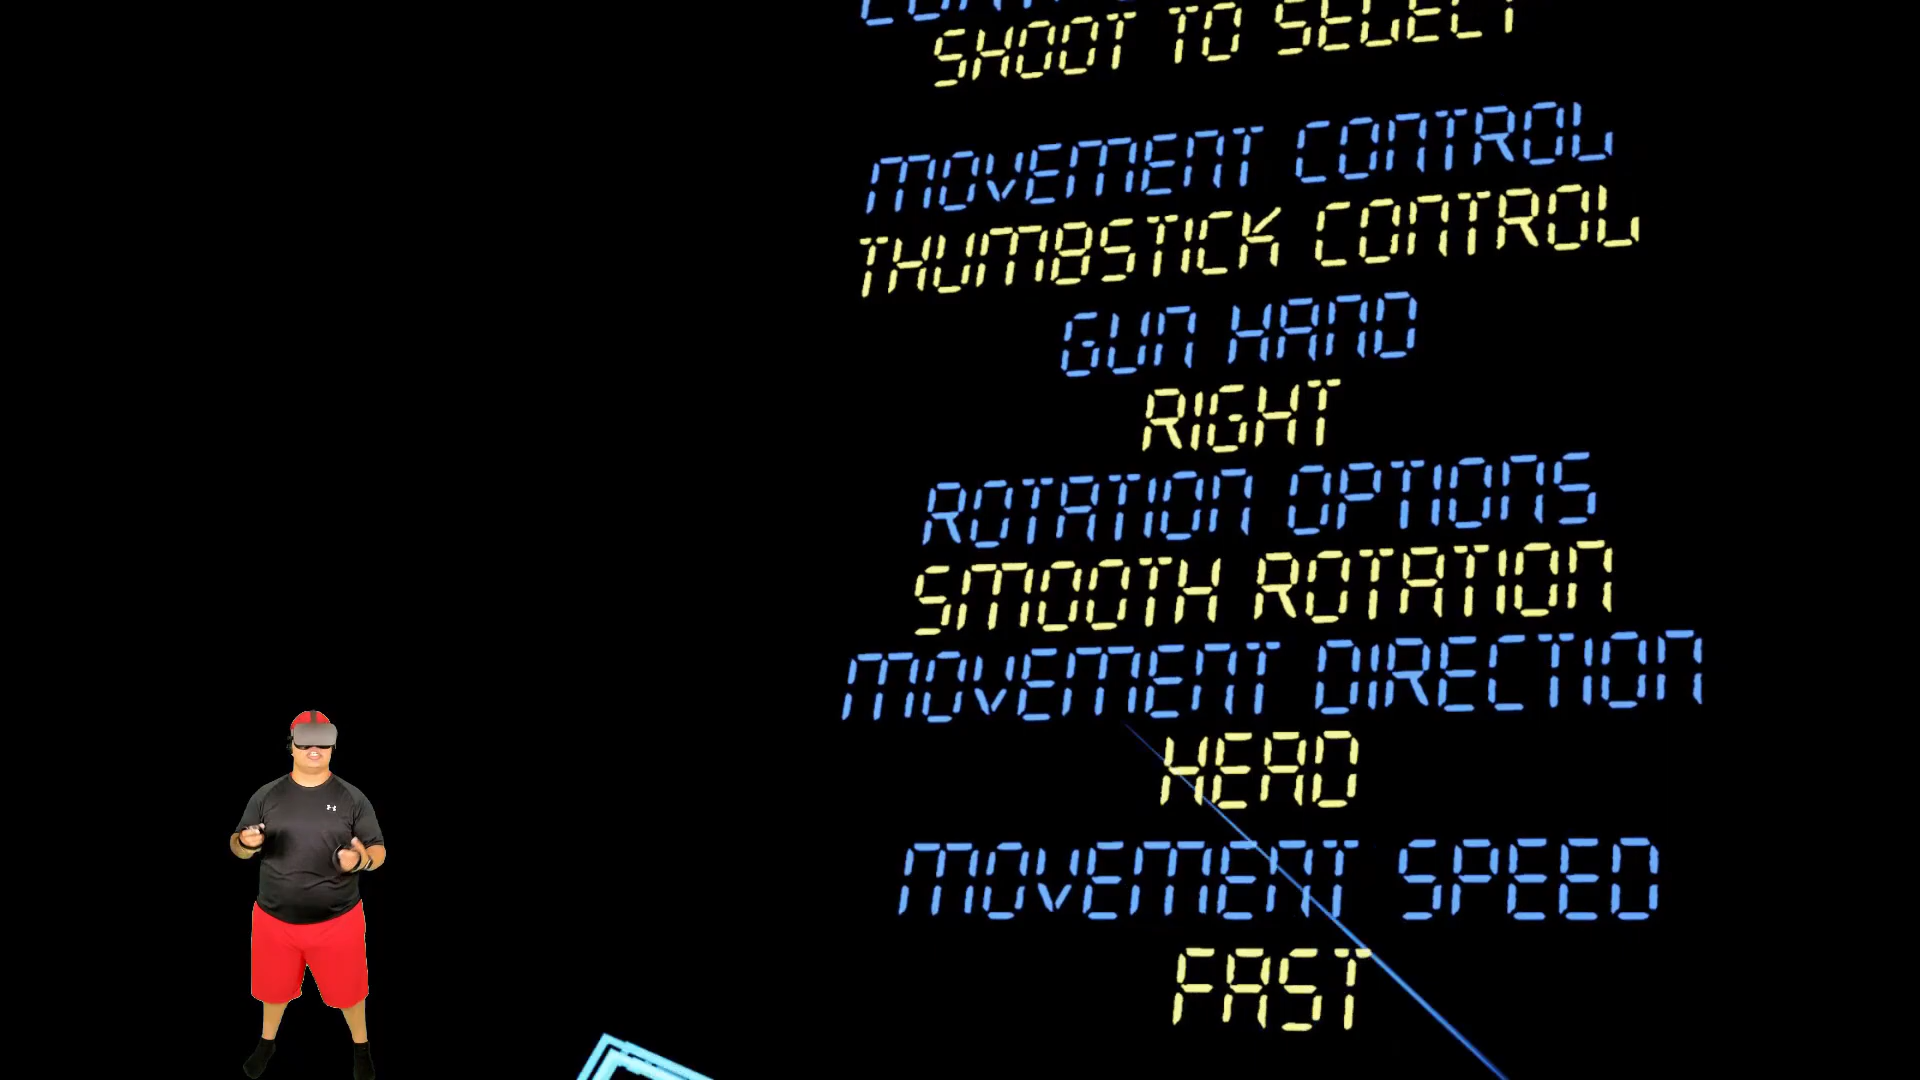 SHOOT TO SELECT
MOVEMENT CONTROL
THUMBSTICK CONTROL
GUN HAND
RIGHT
ROTATION OPTIONS
SMOOTH ROTATION
MOVEMENT DIRECTION
HEAD
MOVEMENT SPEED
FAST